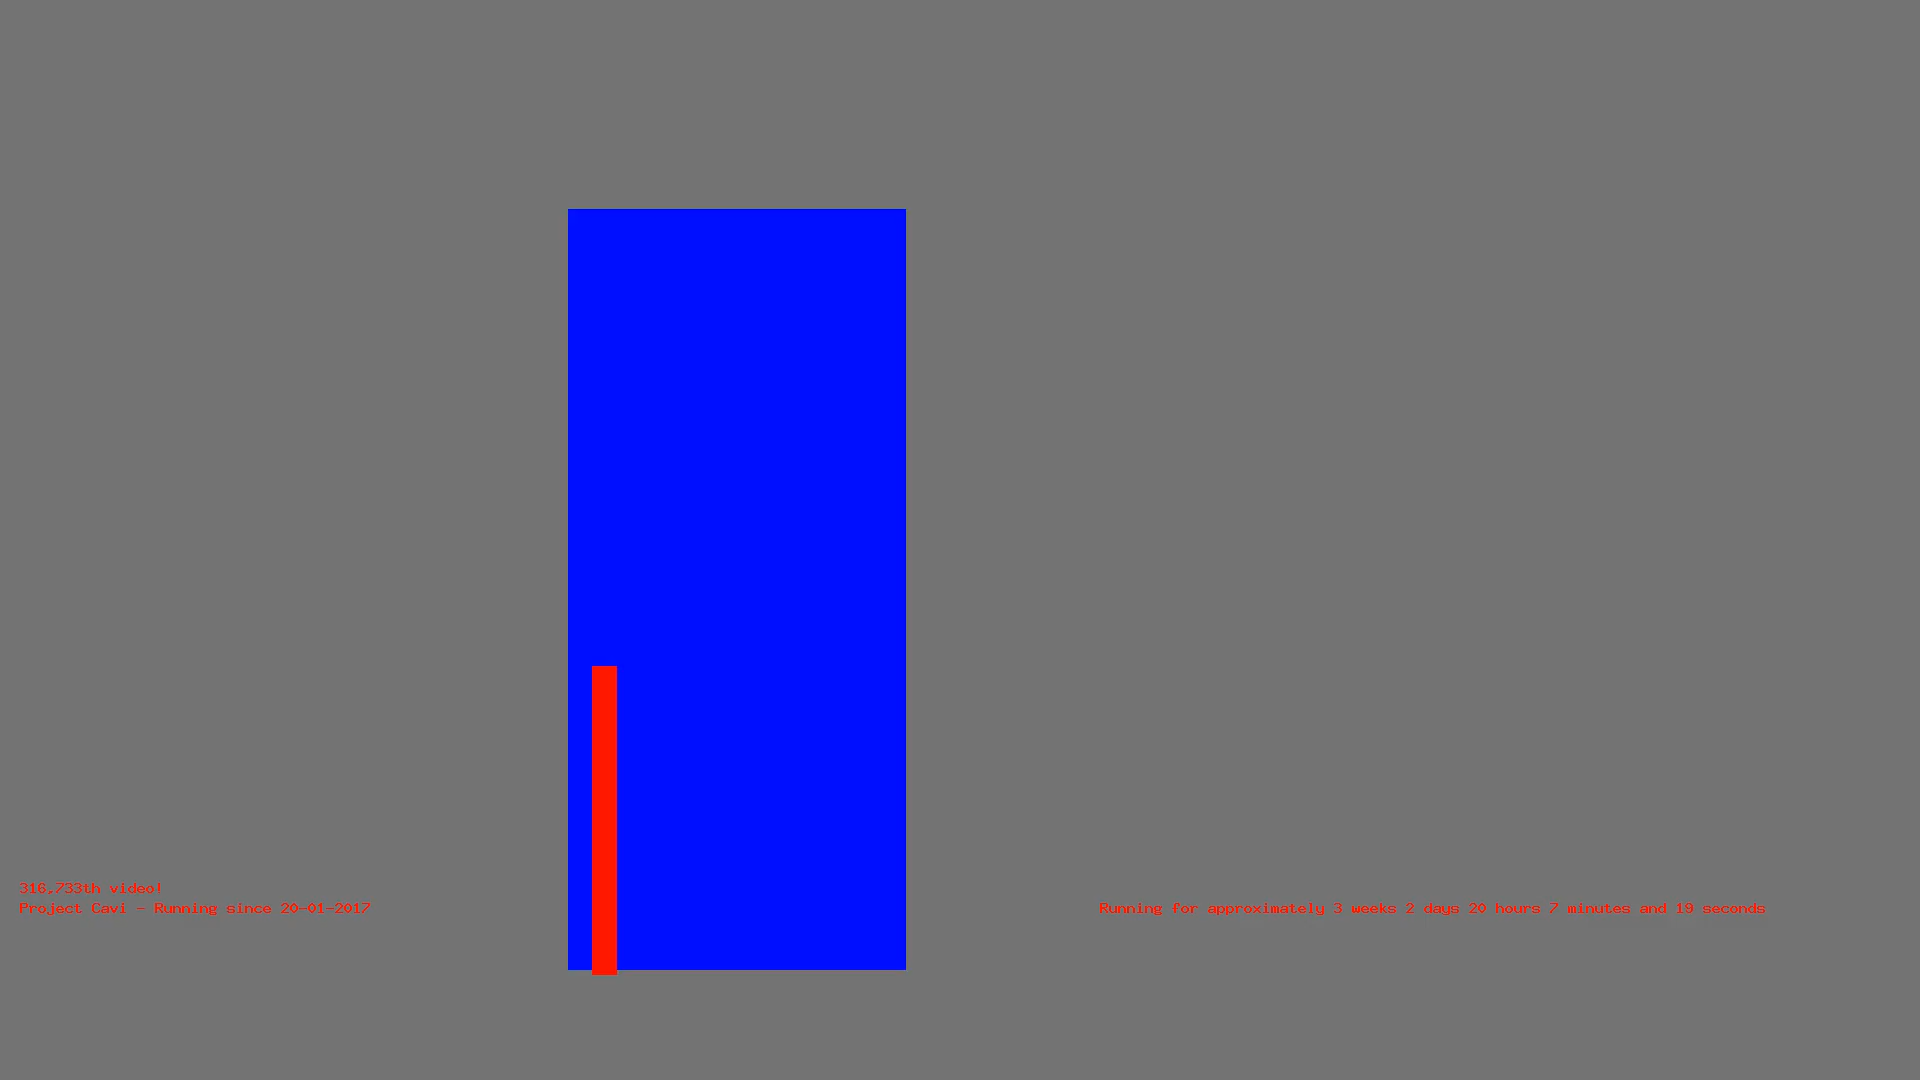 316,733th video!
Project Cavi - Running since 20-01-2017
Running for approximately 3 weeks 2 days 20 hours 7 minutes and 19 seconds